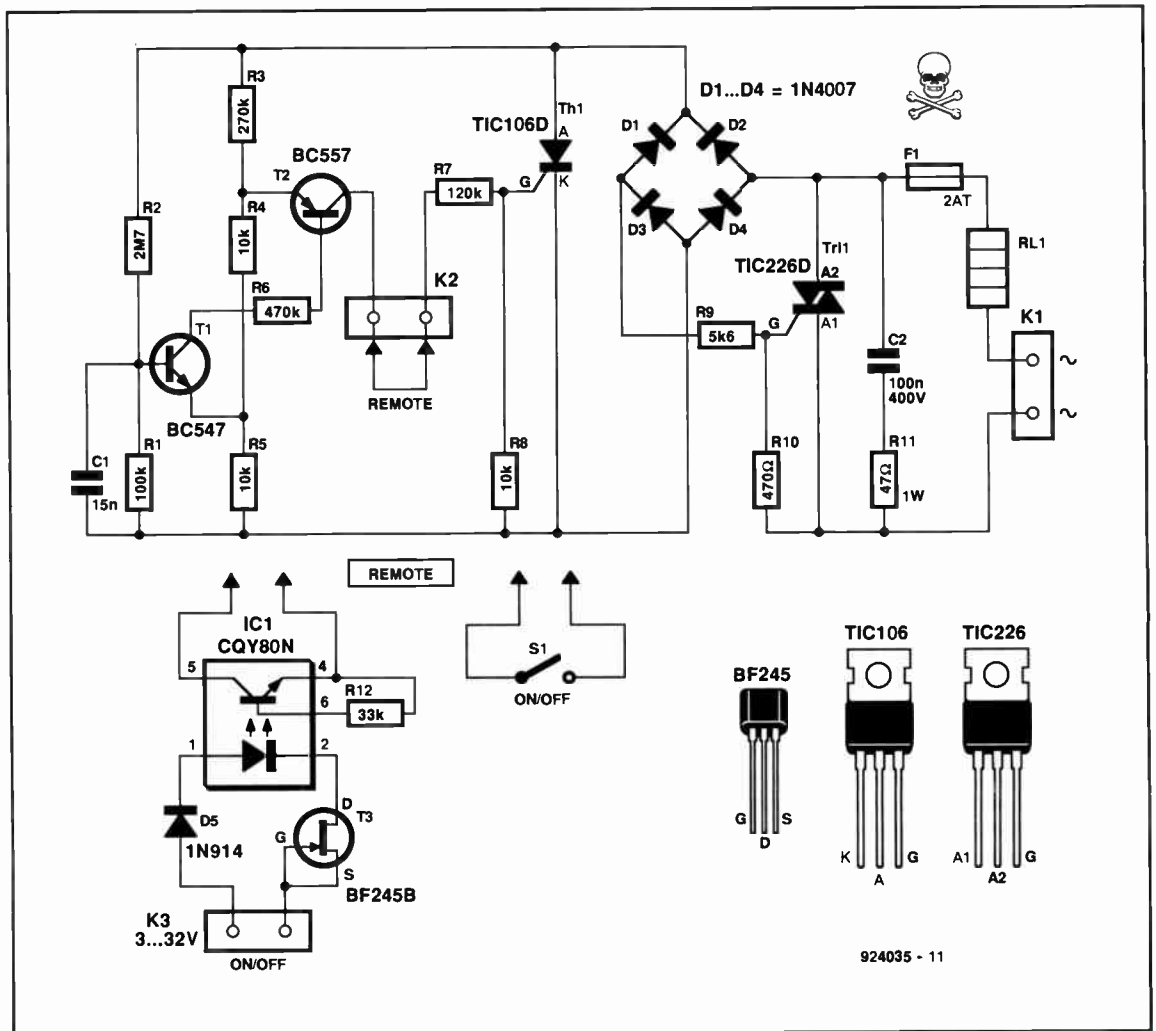 R3
270k
BC557
T2
R2
2M7
R4
10k
R6
470k
T1
BC547
C1
15n
R1
100k
R5
10k
K2
REMOTE
R7
120k
TIC106D
Th1
A
G
K
R8
10k
D1...D4 = 1N4007
D1
D2
D3
D4
F1
2AT
RL1
K1
~
~
TIC226D
Tri1
A2
A1
G
R9
5k6
C2
100n
400V
R10
470Ω
R11
47Ω
1W
REMOTE
IC1
CQY80N
5
4
6
R12
33k
1
2
D5
1N914
D
T3
G
S
BF245B
K3
3...32V
ON/OFF
S1
ON/OFF
BF245
G
D
S
TIC106
K
A
G
TIC226
A1
A2
G
924035 - 11